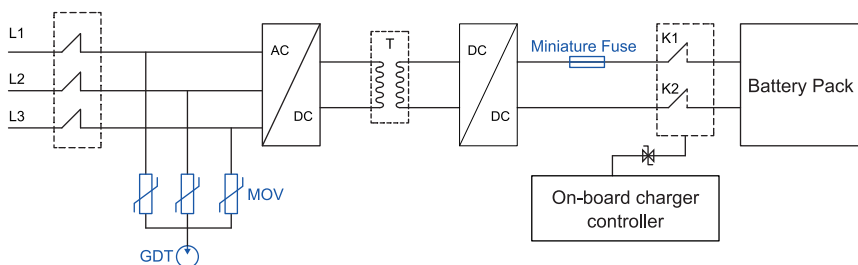 L1
L2
L3
AC
DC
T
DC
DC
Miniature Fuse
K1
K2
Battery Pack
MOV
GDT
On-board charger
controller